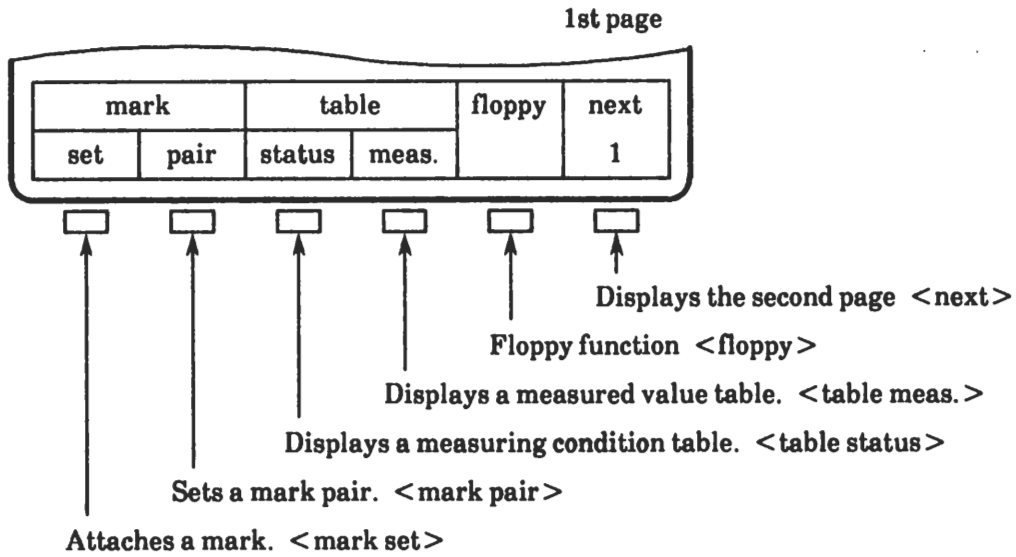 1st page
mark table floppy next
set pair status meas. 1
Displays the second page <next>
Floppy function <floppy>
Displays a measured value table. <table meas.>
Displays a measuring condition table. <table status>
Sets a mark pair. <mark pair>
Attaches a mark. <mark set>